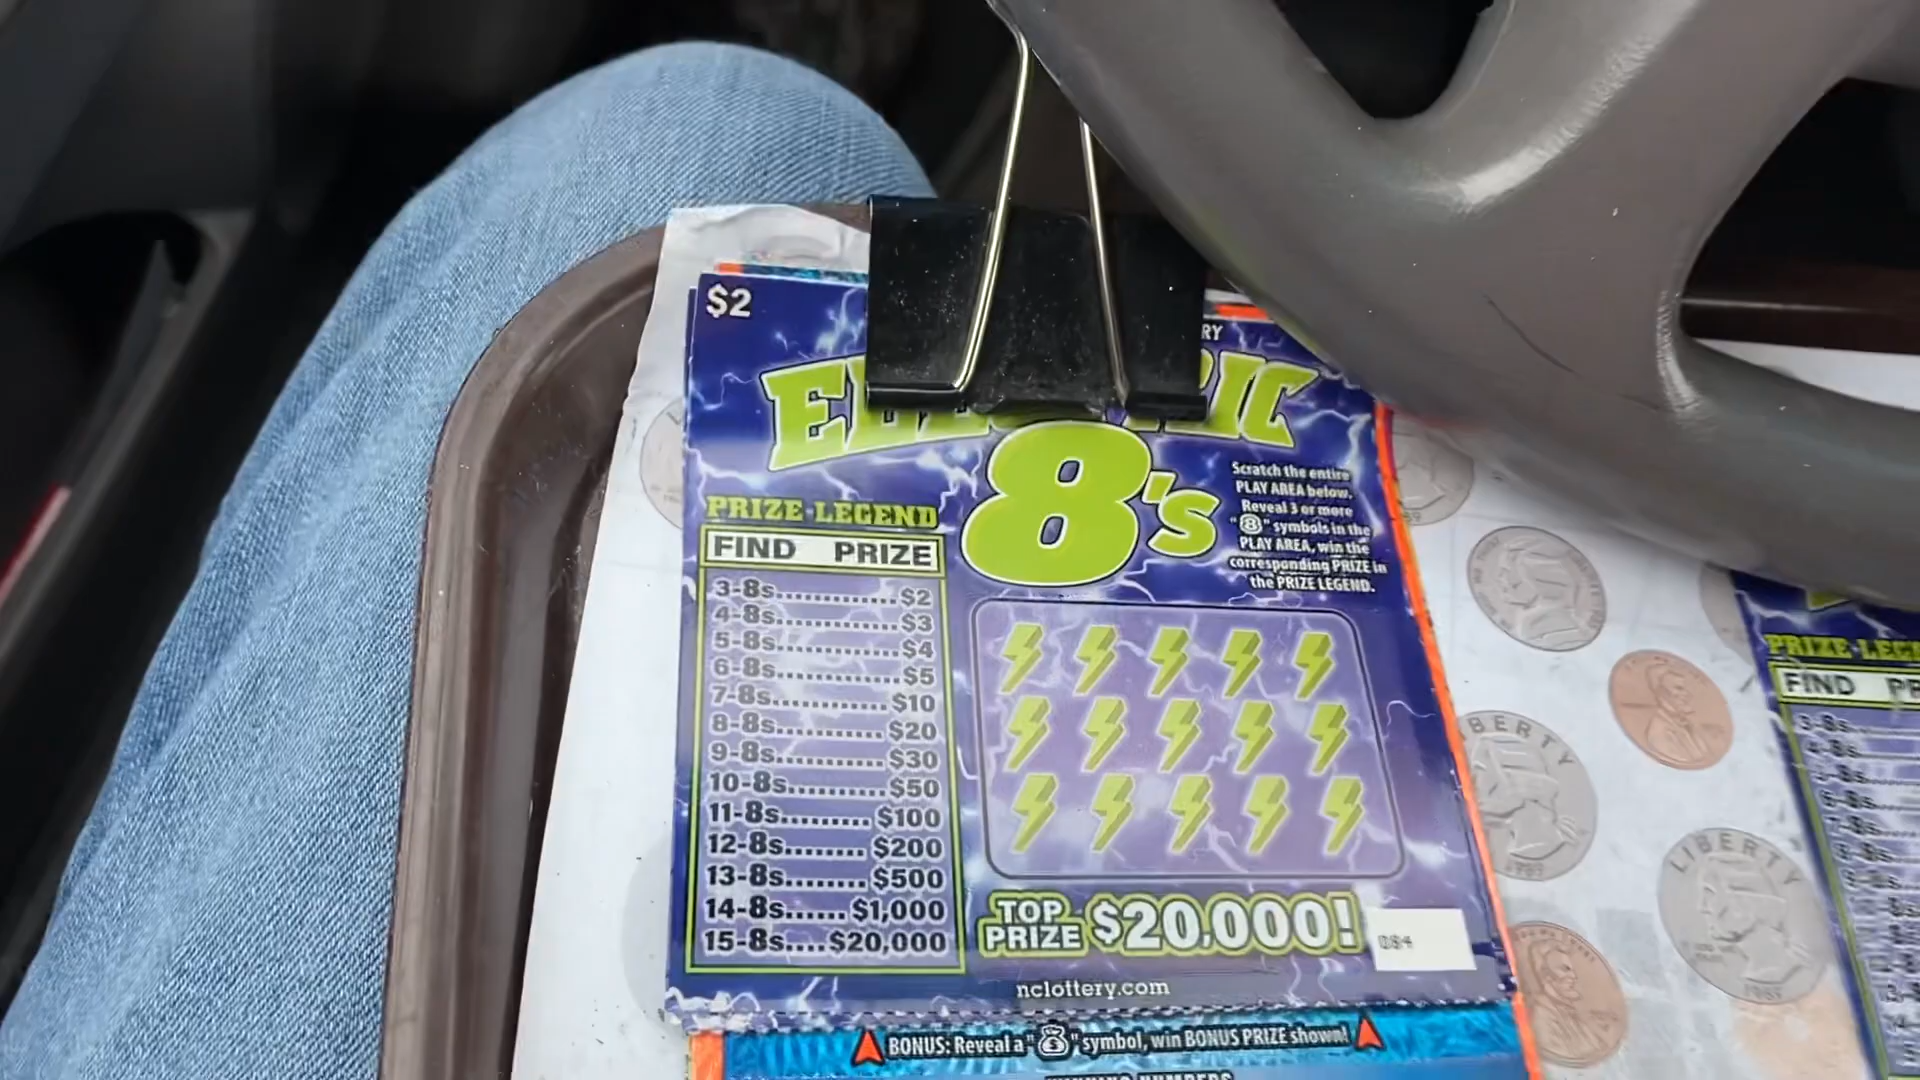 $2
RY
8's
Scratch the entire
PLAY AREA below.
Reveal 3 or more
"8" symbols in the
PLAY AREA, win the
corresponding PRIZE in
the PRIZE LEGEND.
PRIZE LEGEND
FIND PRIZE
3-8s.............$2
4-8s.............$3
5-8s.............$4
6-8s.............$5
7-8s...........$10
8-8s...........$20
9-8s...........$30
10-8s..........$50
11-8s.........$100
12-8s........$200
13-8s........$500
14-8s......$1,000
15-8s....$20,000
TOP
PRIZE $20,000!
084
nclottery.com
BONUS: Reveal a " " symbol, win BONUS PRIZE shown!
LIBERTY
LIBERTY
PRIZE
FIND
3-8s